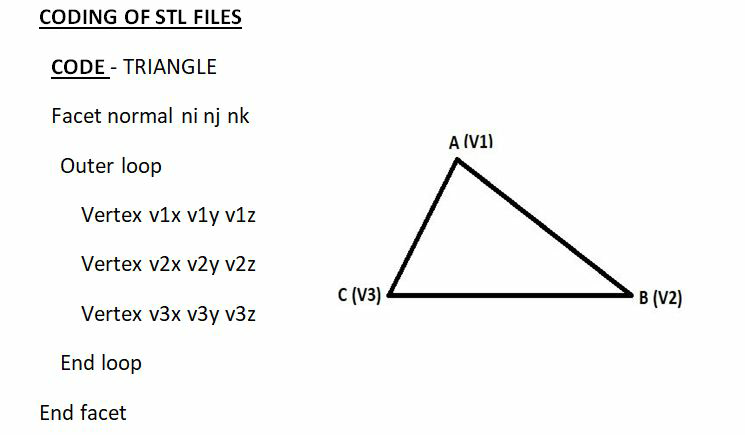 CODING OF STL FILES
CODE - TRIANGLE
Facet normal ni nj nk
Outer loop
Vertex v1x v1y v1z
Vertex v2x v2y v2z
Vertex v3x v3y v3z
End loop
End facet
A (V1)
C (V3)
B (V2)